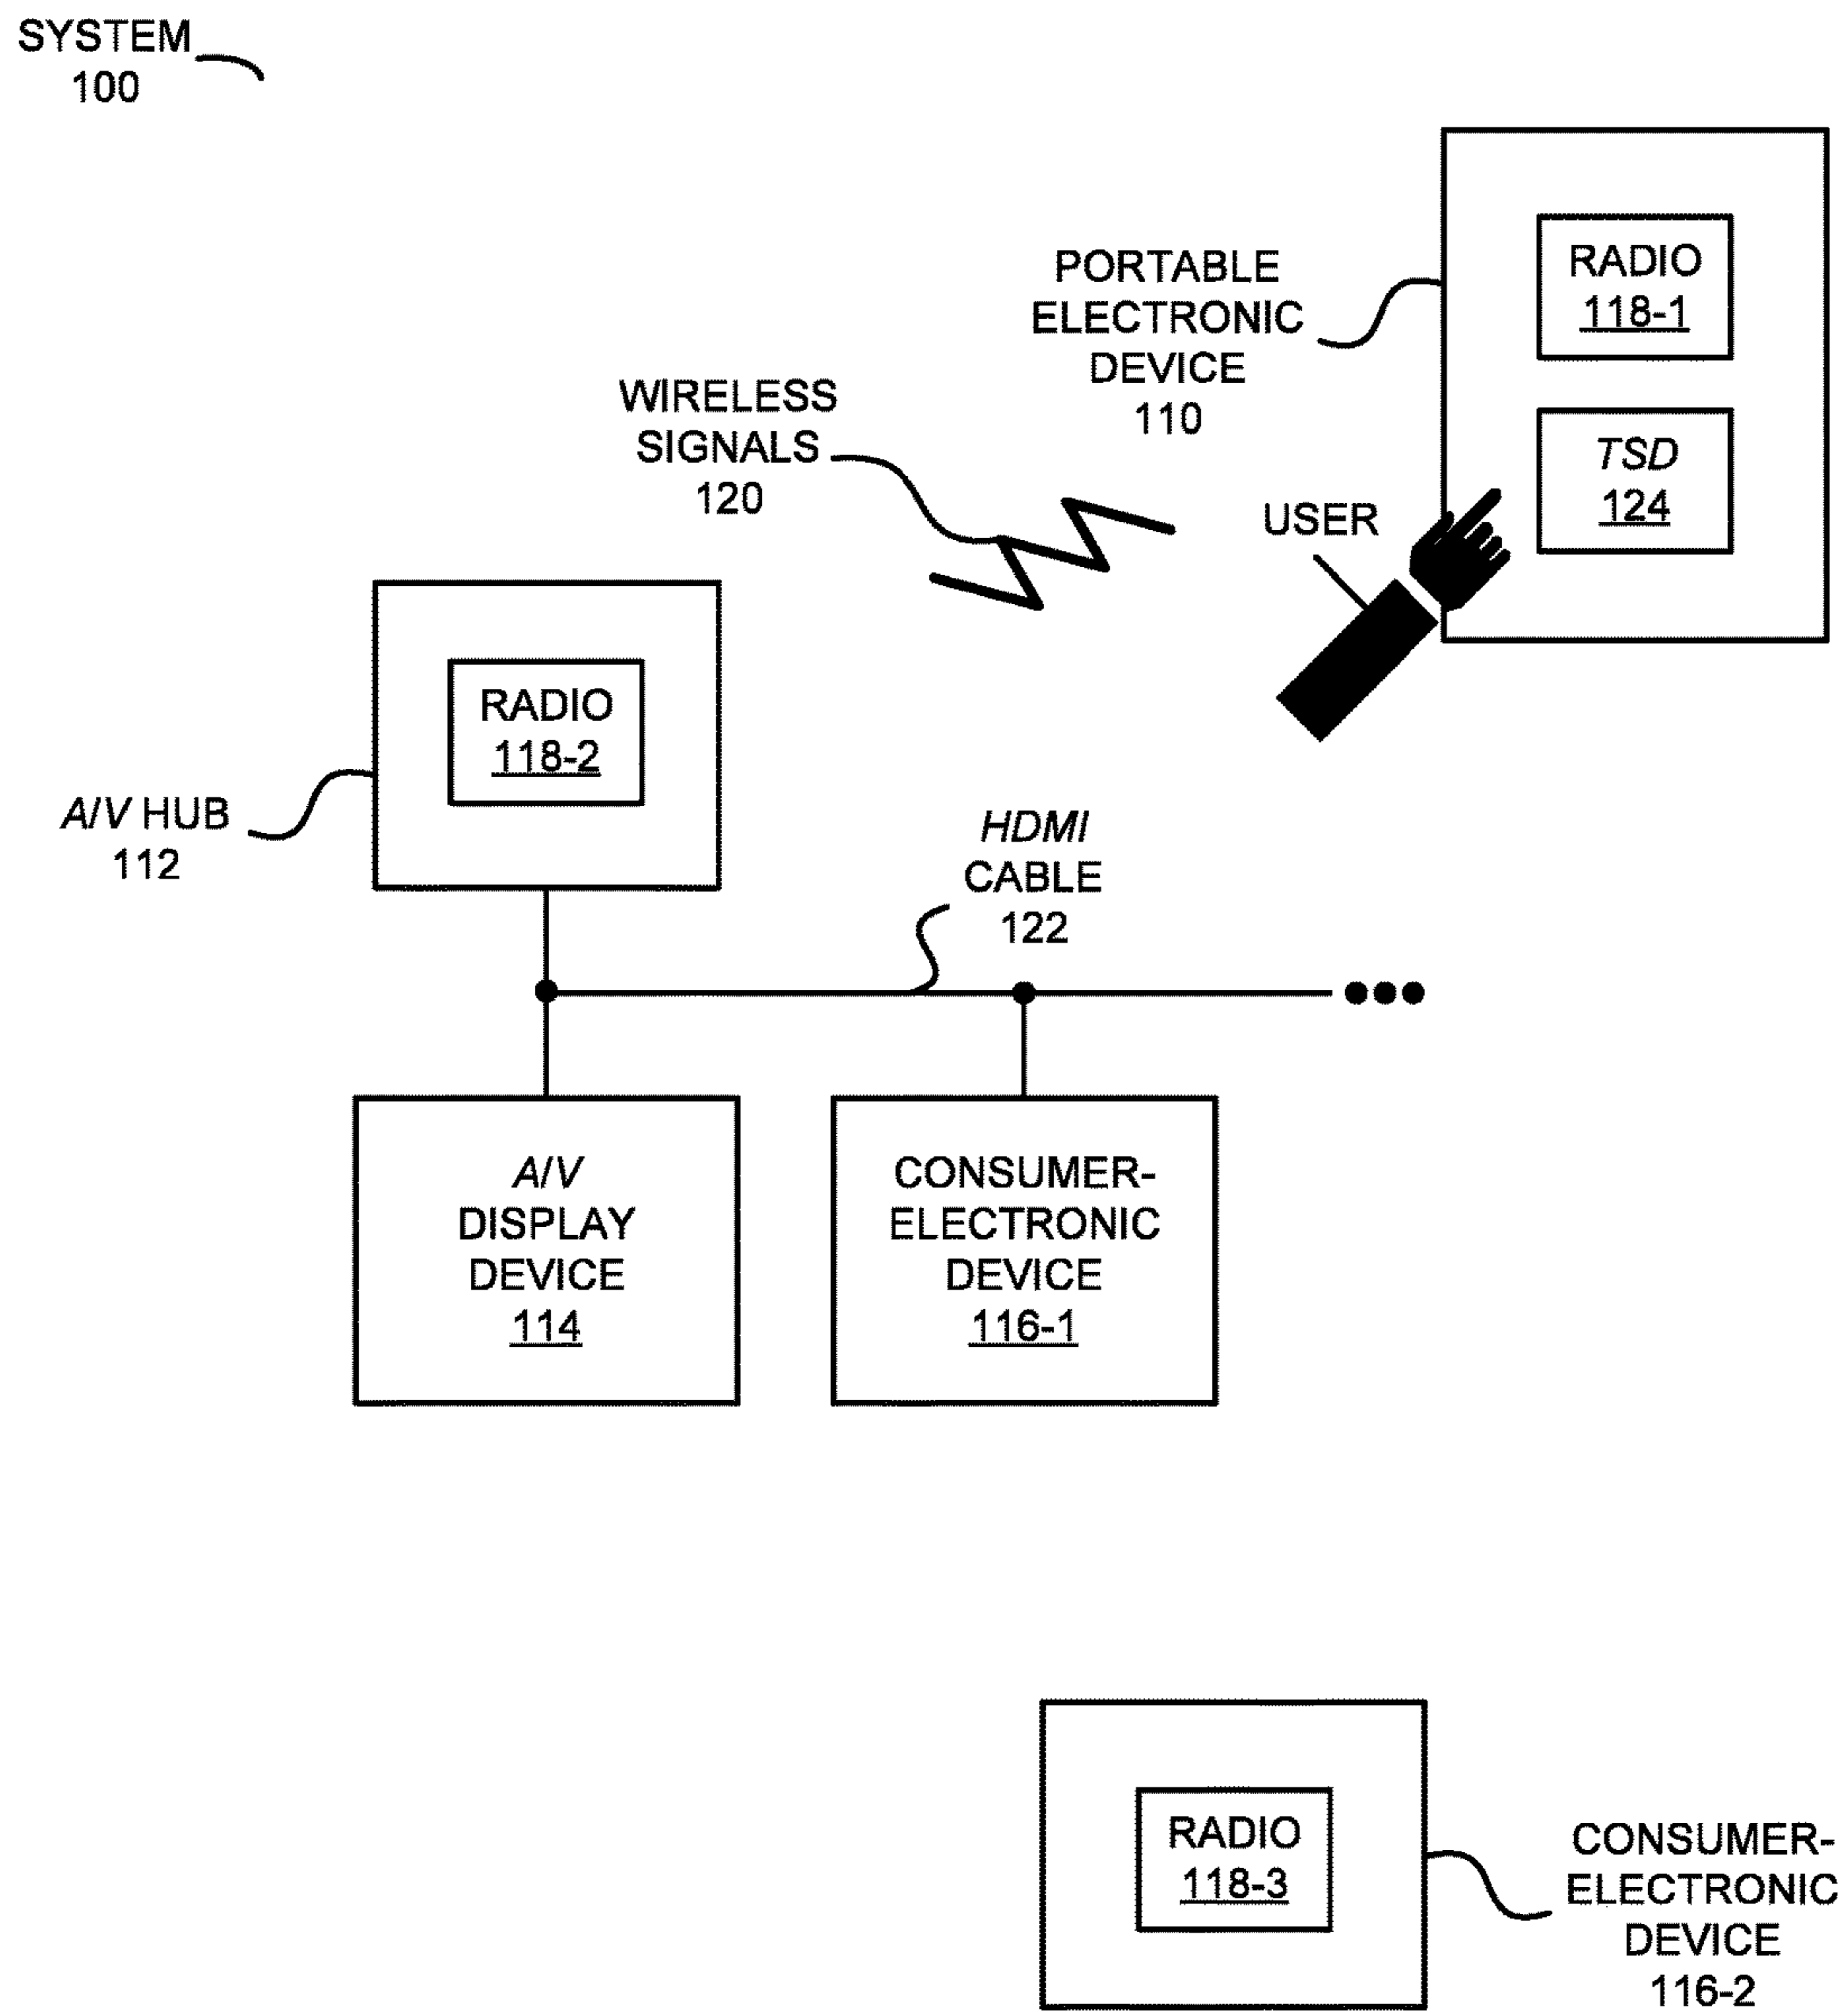 SYSTEM
100
PORTABLE
ELECTRONIC
DEVICE
110
RADIO
118-1
TSD
124
WIRELESS
SIGNALS
120
USER
RADIO
118-2
A/V HUB
112
HDMI
CABLE
122
A/V
DISPLAY
DEVICE
114
CONSUMER-
ELECTRONIC
DEVICE
116-1
RADIO
118-3
CONSUMER-
ELECTRONIC
DEVICE
116-2